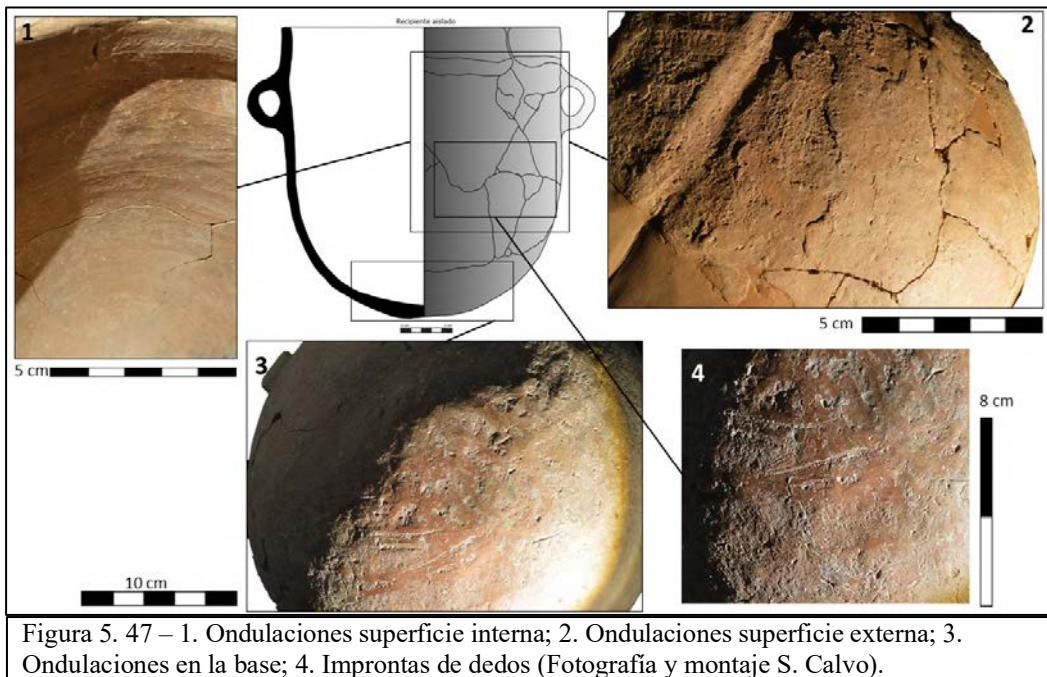 1
Recipiente aislado
2
5 cm
5 cm
3
4
8 cm
10 cm
Figura 5. 47 – 1. Ondulaciones superficie interna; 2. Ondulaciones superficie externa; 3.
Ondulaciones en la base; 4. Improntas de dedos (Fotografía y montaje S. Calvo).